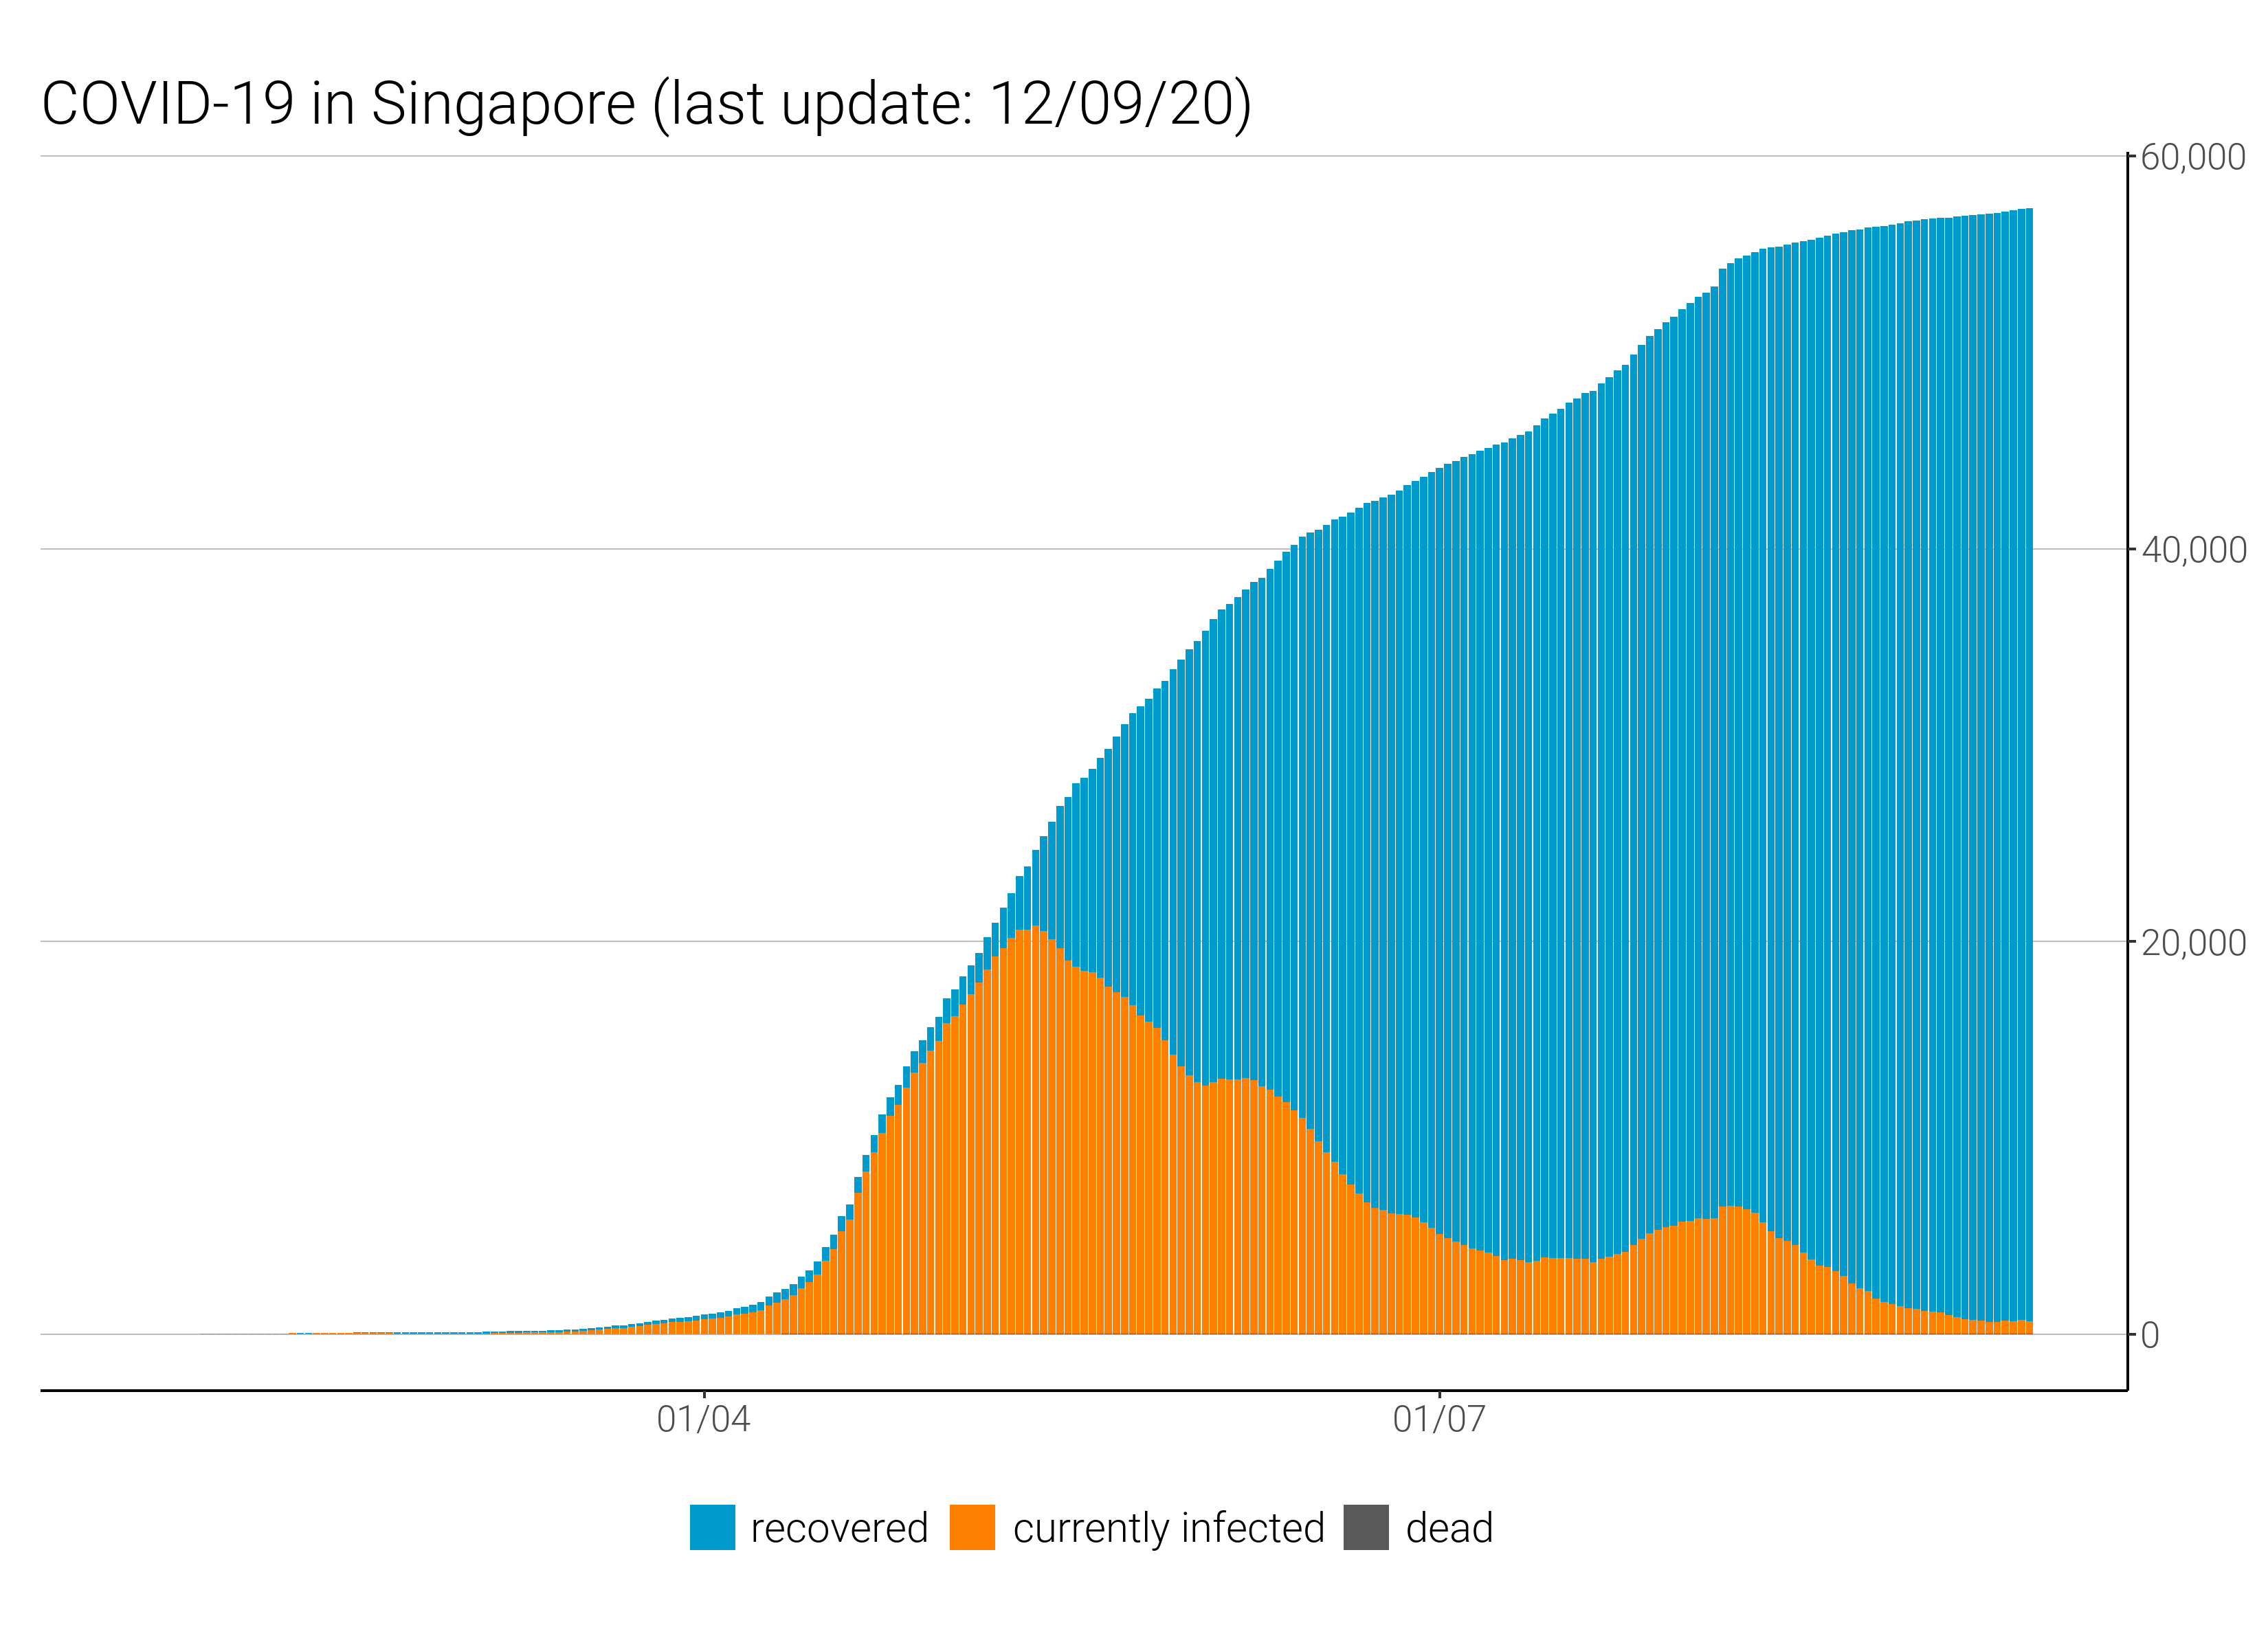 COVID-19 in Singapore (last update: 12/09/20)
60,000
40,000
20,000
0
01/04 01/07
recovered currently infected dead